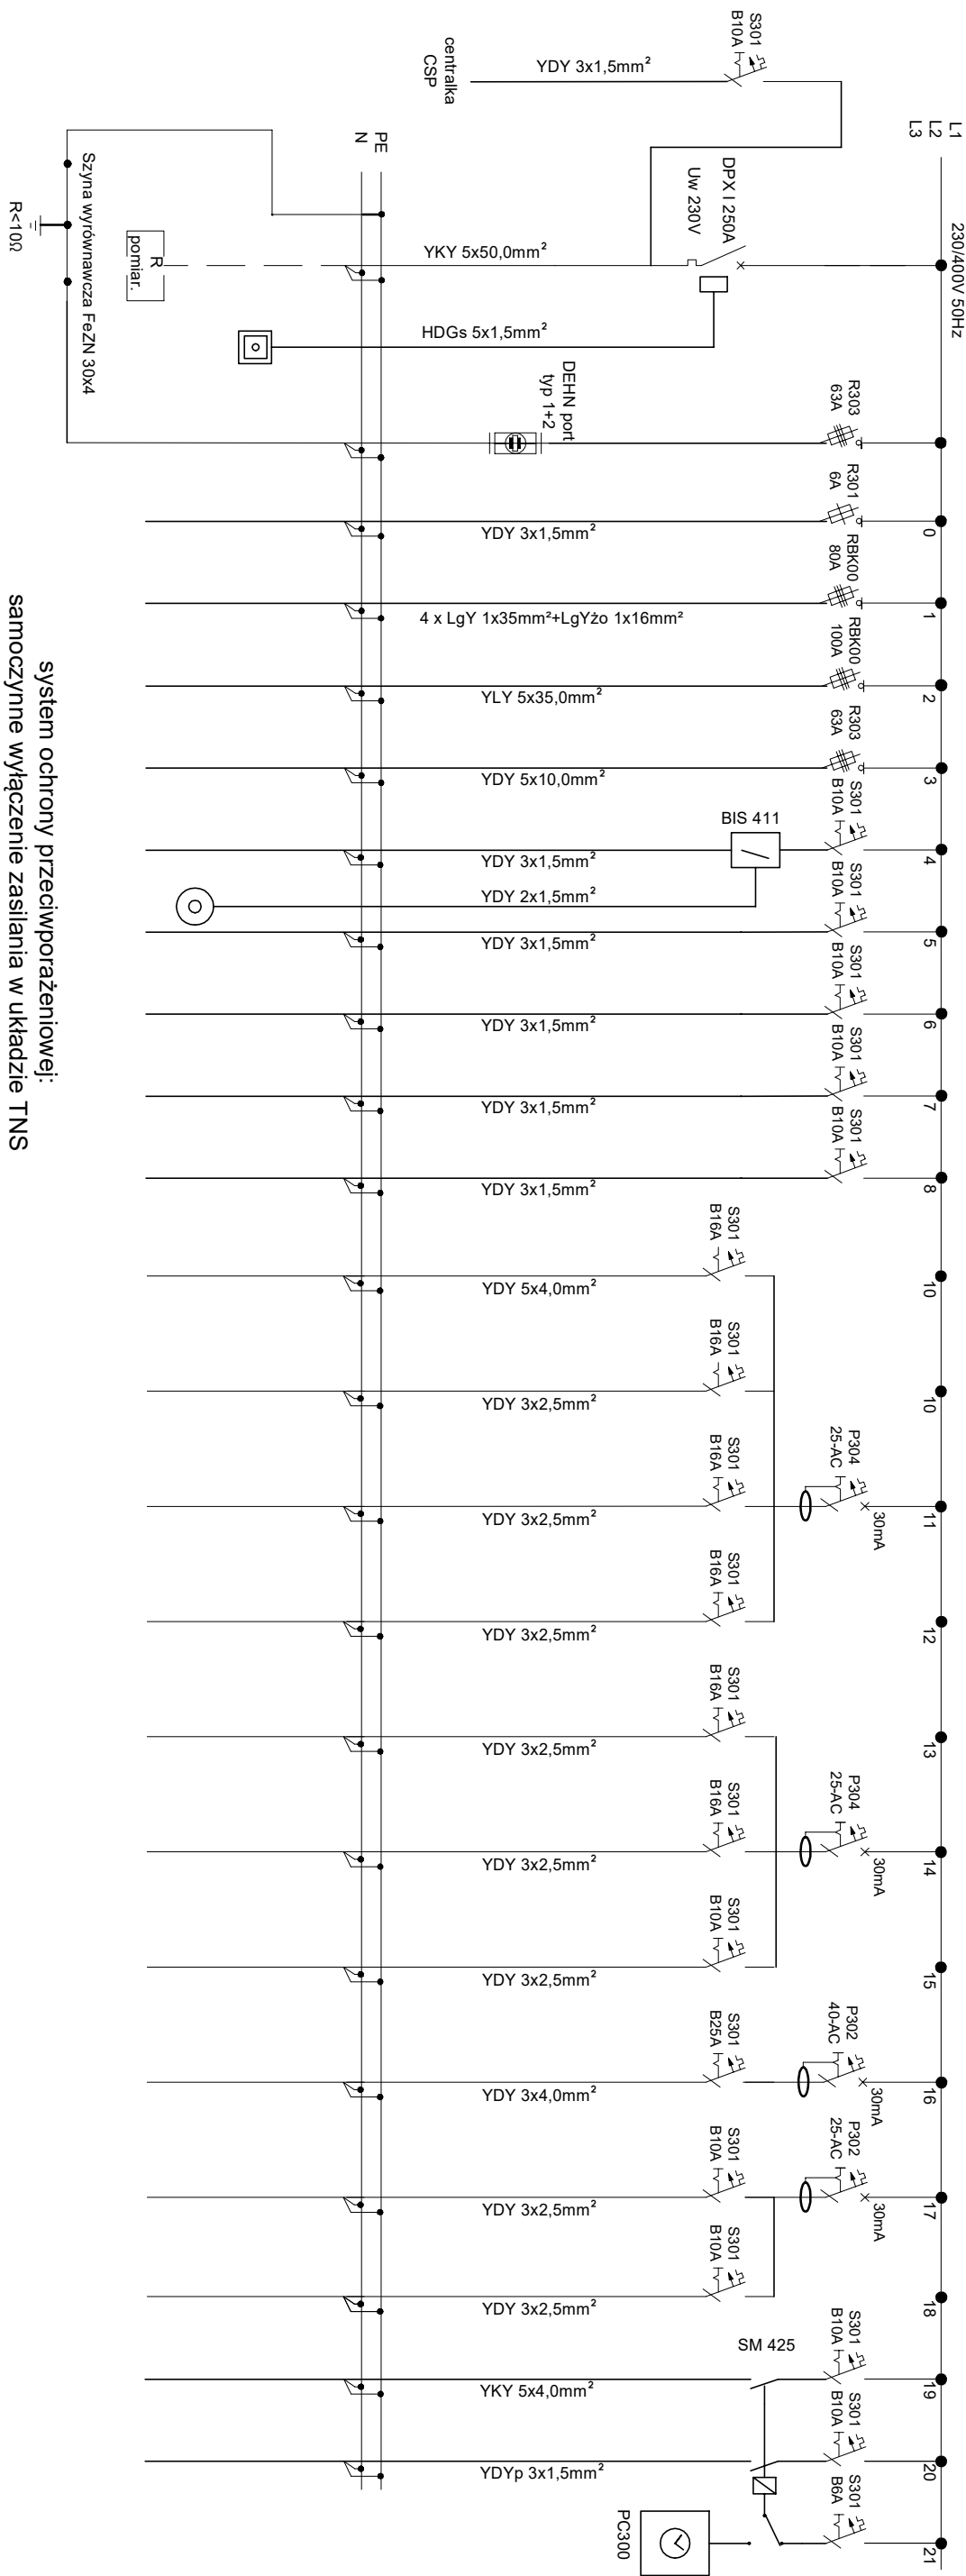 L1
L2
L3
230/400V 50Hz
S301
B10A
YDY 3x1,5mm²
centralka
CSP
DPX I 250A
Uw 230V
YKY 5x50,0mm²
HDGs 5x1,5mm²
PE
N
R
pomiar.
Szyna wyrównawcza FeZN 30x4
R<10Ω
R303
63A
DEHN port
typ 1+2
R301
6A
0
YDY 3x1,5mm²
RBK00
80A
1
4 x LgY 1x35mm²+LgYżo 1x16mm²
RBK00
100A
2
YLY 5x35,0mm²
R303
63A
3
YDY 5x10,0mm²
S301
B10A
4
BIS 411
YDY 3x1,5mm²
YDY 2x1,5mm²
S301
B10A
5
YDY 3x1,5mm²
S301
B10A
6
YDY 3x1,5mm²
S301
B10A
7
YDY 3x1,5mm²
S301
B10A
8
YDY 3x1,5mm²
S301
B16A
10
YDY 5x4,0mm²
S301
B16A
10
YDY 3x2,5mm²
P304
25-AC
30mA
11
S301
B16A
YDY 3x2,5mm²
S301
B16A
12
YDY 3x2,5mm²
S301
B16A
13
YDY 3x2,5mm²
P304
25-AC
30mA
14
S301
B16A
YDY 3x2,5mm²
S301
B10A
15
YDY 3x2,5mm²
P302
40-AC
30mA
16
S301
B25A
YDY 3x4,0mm²
P302
25-AC
30mA
17
S301
B10A
YDY 3x2,5mm²
S301
B10A
18
YDY 3x2,5mm²
SM 425
S301
B10A
19
YKY 5x4,0mm²
S301
B10A
20
YDYp 3x1,5mm²
S301
B6A
21
PC300
system ochrony przeciwporażeniowej:
samoczynne wyłączenie zasilania w układzie TNS